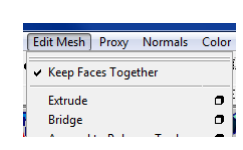 Edit Mesh Proxy Normals Color
Keep Faces Together
Extrude
Bridge